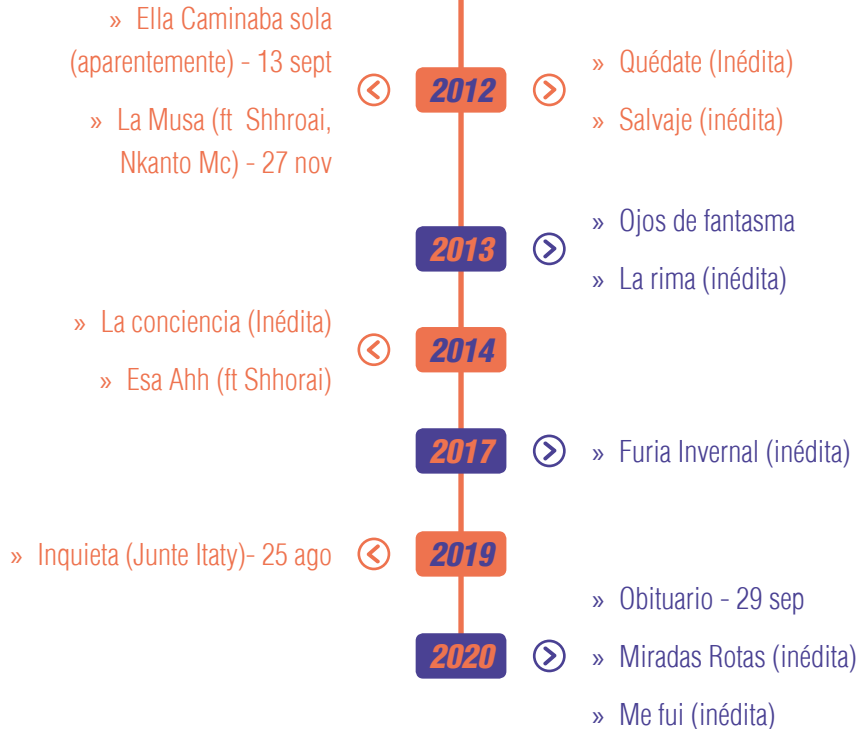 » Ella Caminaba sola
(aparentemente) - 13 sept
» La Musa (ft Shhroai,
Nkanto Mc) - 27 nov
2012
» Quédate (Inédita)
» Salvaje (inédita)
2013
» Ojos de fantasma
» La rima (inédita)
» La conciencia (Inédita)
» Esa Ahh (ft Shhorai)
2014
2017
» Furia Invernal (inédita)
» Inquieta (Junte Itaty)- 25 ago
2019
2020
» Obituario - 29 sep
» Miradas Rotas (inédita)
» Me fui (inédita)